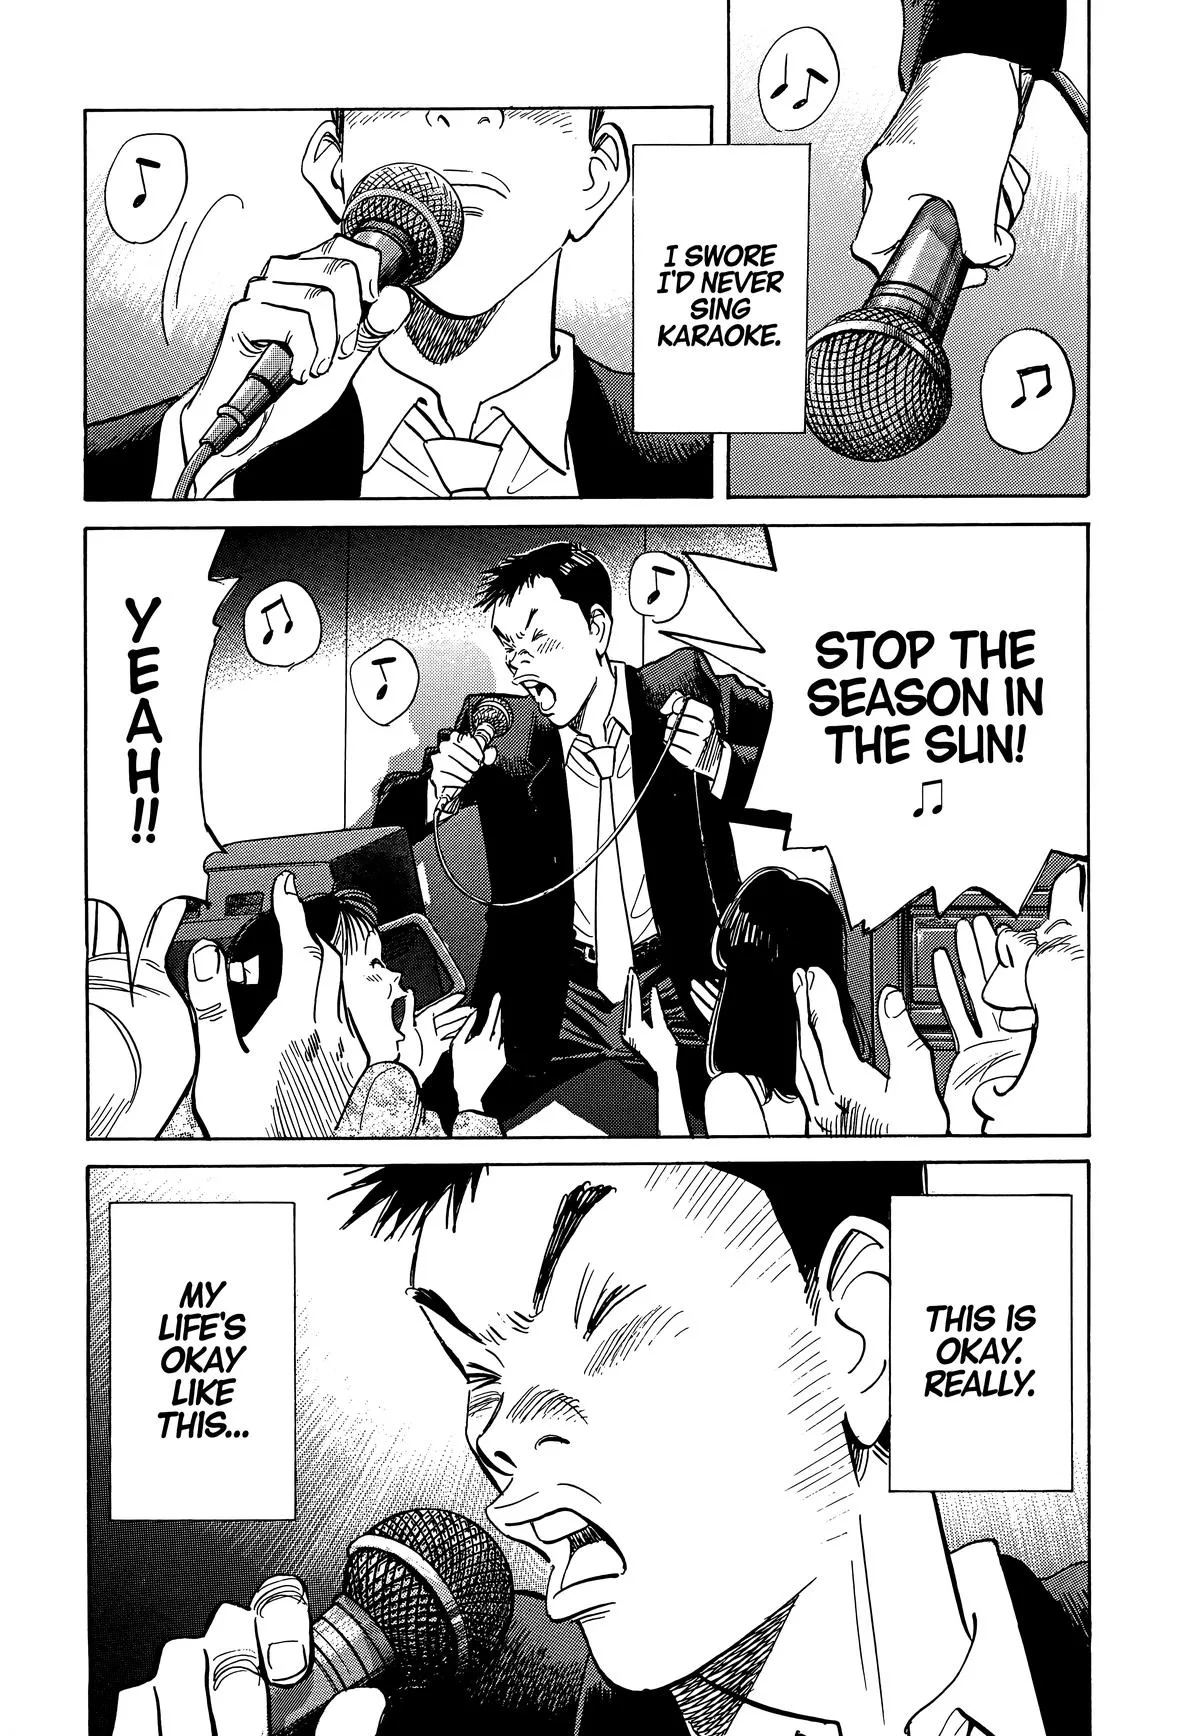 I SWORE
I'D NEVER
SING
KARAOKE.
STOP THE
SEASON IN
THE SUN!
YEAH!!
THIS IS
OKAY.
REALLY.
MY
LIFE'S
OKAY
LIKE
THIS...